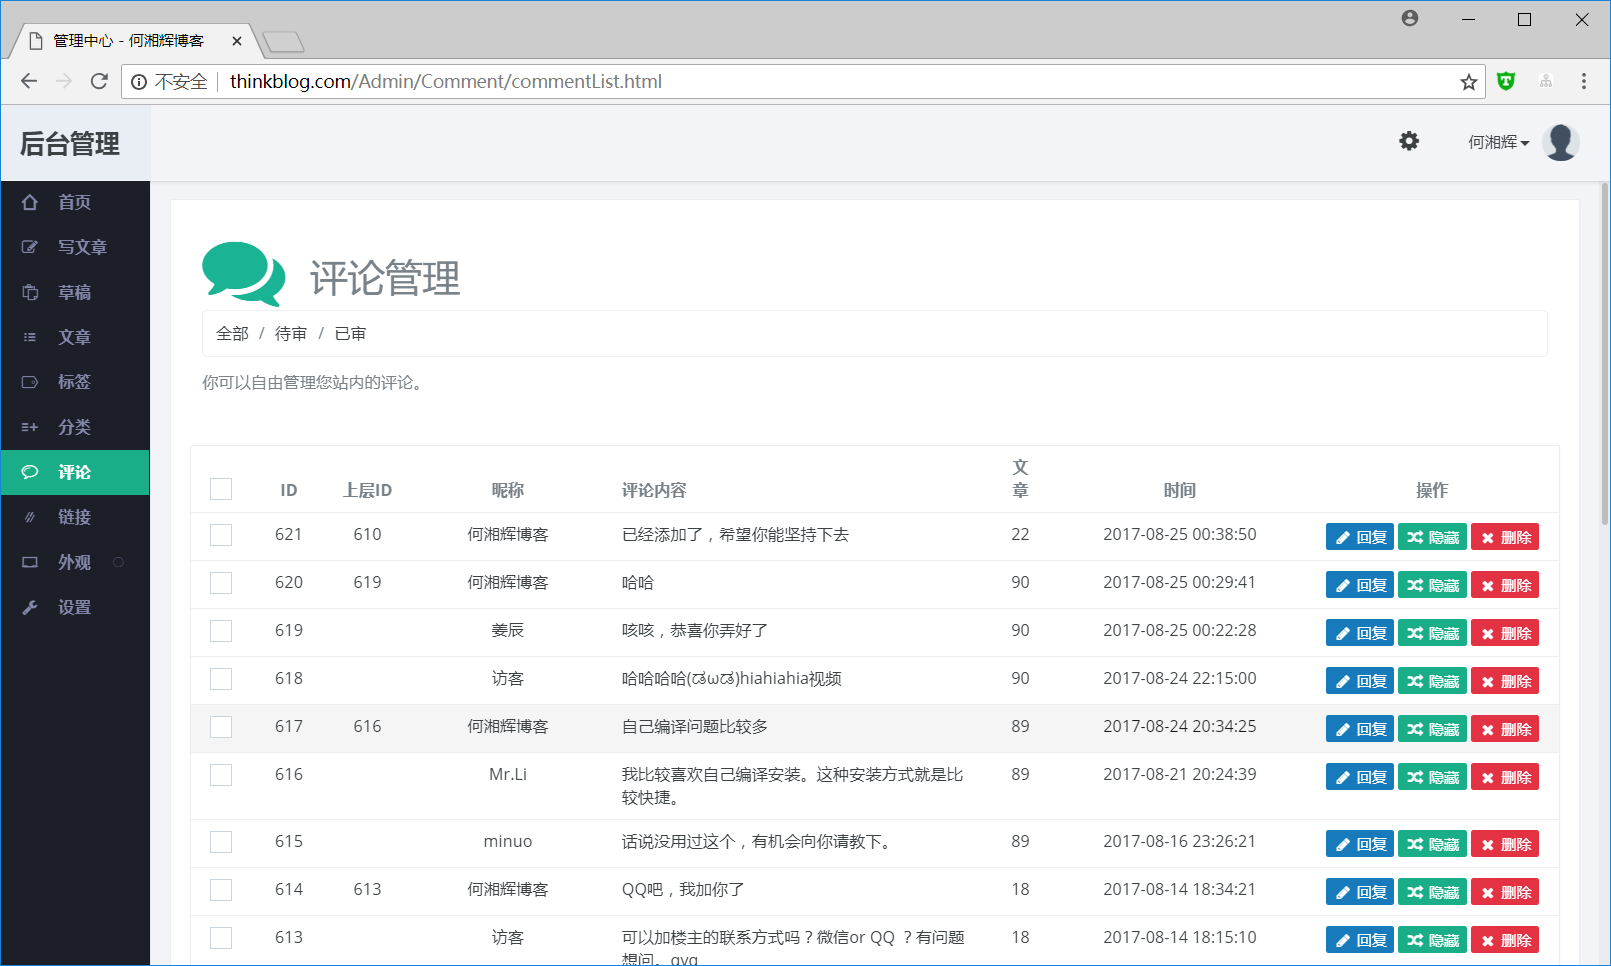 管理中心 - 何湘辉博客
不安全 thinkblog.com/Admin/Comment/commentList.html
后台管理
何湘辉
首页
写文章
草稿
文章
标签
分类
评论
链接
外观
设置
评论管理
全部 / 待审 / 已审
你可以自由管理您站内的评论。
ID 上层ID 昵称 评论内容 文章 时间 操作
621 610 何湘辉博客 已经添加了，希望你能坚持下去 22 2017-08-25 00:38:50 回复 隐藏 删除
620 619 何湘辉博客 哈哈 90 2017-08-25 00:29:41 回复 隐藏 删除
619 姜辰 咳咳，恭喜你弄好了 90 2017-08-25 00:22:28 回复 隐藏 删除
618 访客 哈哈哈哈(ಡωಡ)hiahiahia视频 90 2017-08-24 22:15:00 回复 隐藏 删除
617 616 何湘辉博客 自己编译问题比较多 89 2017-08-24 20:34:25 回复 隐藏 删除
616 Mr.Li 我比较喜欢自己编译安装。这种安装方式就是比 89 2017-08-21 20:24:39 回复 隐藏 删除
较快捷。
615 minuo 话说没用过这个，有机会向你请教下。 89 2017-08-16 23:26:21 回复 隐藏 删除
614 613 何湘辉博客 QQ吧，我加你了 18 2017-08-14 18:34:21 回复 隐藏 删除
613 访客 可以加楼主的联系方式吗？微信or QQ ？有问题 18 2017-08-14 18:15:10 回复 隐藏 删除
想问。qvq